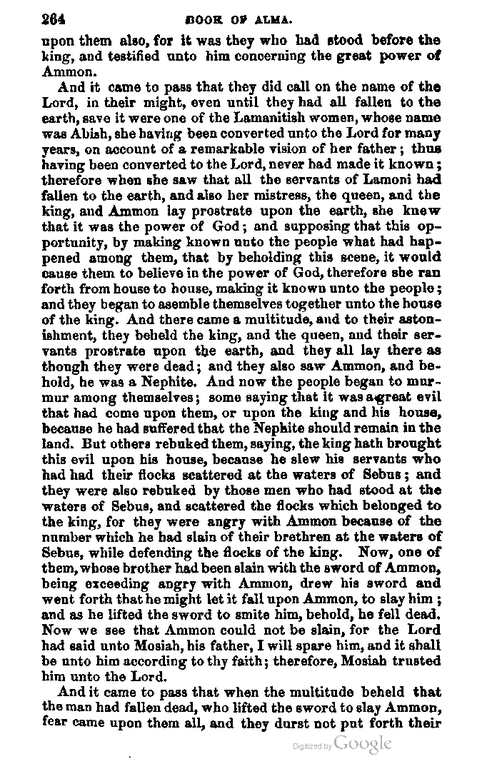 264 BOOK OF ALMA.
upon them also, for it was they who had stood before the
king, and testified unto him concerning the great power of
Ammon.
And it came to pass that they did call on the name of the
Lord, in their might, even until they had all fallen to the
earth, save it were one of the Lamanitish women, whose name
was Abish, she having been converted unto the Lord for many
years, on account of a remarkable vision of her father; thus
having been converted to the Lord, never had made it known;
therefore when she saw that all the servants of Lamoni had
fallen to the earth, and also her mistress, the queen, and the
king, and Ammon lay prostrate upon the earth, she knew
that it was the power of God; and supposing that this op-
portunity, by making known unto the people what had hap-
pened among them, that by beholding this scene, it would
cause them to believe in the power of God, therefore she ran
forth from house to house, making it known unto the people;
and they began to asemble themselves together unto the house
of the king. And there came a multitude, and to their aston-
ishment, they beheld the king, and the queen, and their ser-
vants prostrate upon the earth, and they all lay there as
though they were dead; and they also saw Ammon, and be-
hold, he was a Nephite. And now the people began to mur-
mur among themselves; some saying that it was a great evil
that had come upon them, or upon the king and his house,
because he had suffered that the Nephite should remain in the
land. But others rebuked them, saying, the king hath brought
this evil upon his house, because he slew his servants who
had had their flocks scattered at the waters of Sebus; and
they were also rebuked by those men who had stood at the
waters of Sebus, and scattered the flocks which belonged to
the king, for they were angry with Ammon because of the
number which he had slain of their brethren at the waters of
Sebus, while defending the flocks of the king. Now, one of
them, whose brother had been slain with the sword of Ammon,
being exceeding angry with Ammon, drew his sword and
went forth that he might let it fall upon Ammon, to slay him;
and as he lifted the sword to smite him, behold, he fell dead.
Now we see that Ammon could not be slain, for the Lord
had said unto Mosiah, his father, I will spare him, and it shall
be unto him according to thy faith; therefore, Mosiah trusted
him unto the Lord.
And it came to pass that when the multitude beheld that
the man had fallen dead, who lifted the sword to slay Ammon,
fear came upon them all, and they durst not put forth their
Digitized by Google